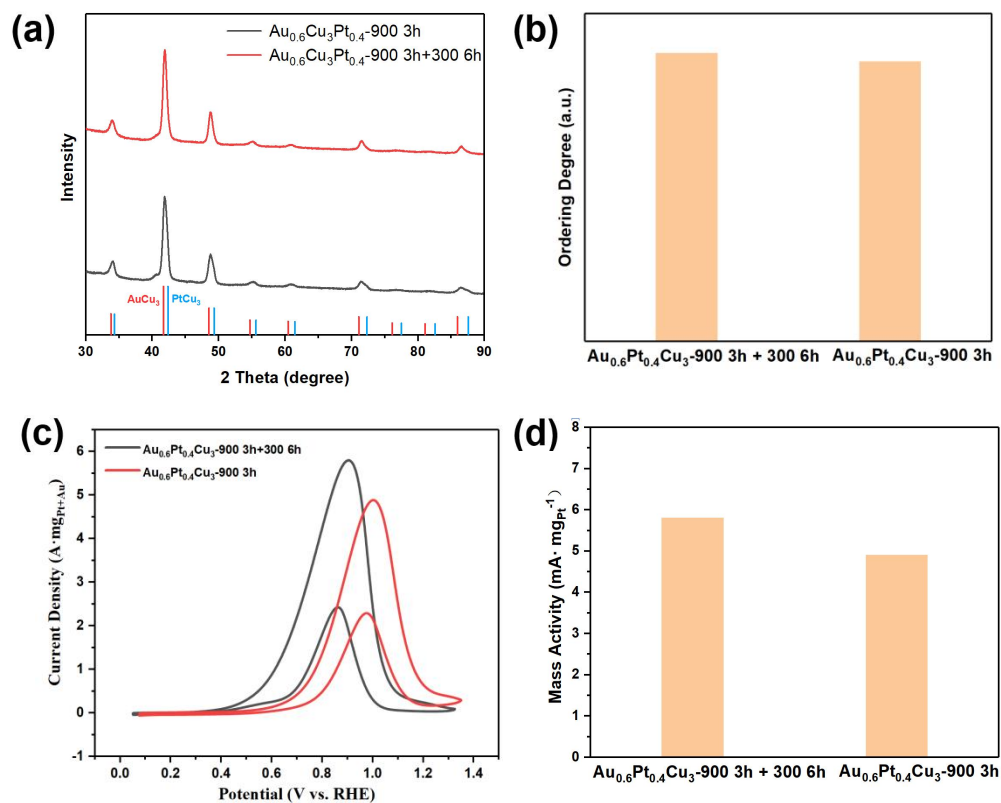 (a)
Au0.6Cu3Pt0.4-900 3h
Au0.6Cu3Pt0.4-900 3h+300 6h
Intensity
AuCu3
PtCu3
30 40 50 60 70 80 90
2 Theta (degree)
(b)
Ordering Degree (a.u.)
Au0.6Pt0.4Cu3-900 3h + 300 6h
Au0.6Pt0.4Cu3-900 3h
(c)
Au0.6Pt0.4Cu3-900 3h+300 6h
Au0.6Pt0.4Cu3-900 3h
Current Density (A·mgPt+Au)
6
5
4
3
2
1
0
-1
0.0 0.2 0.4 0.6 0.8 1.0 1.2 1.4
Potential (V vs. RHE)
(d)
Mass Activity (mA· mgPt-1)
8
7
6
5
4
3
2
1
0
Au0.6Pt0.4Cu3-900 3h + 300 6h
Au0.6Pt0.4Cu3-900 3h